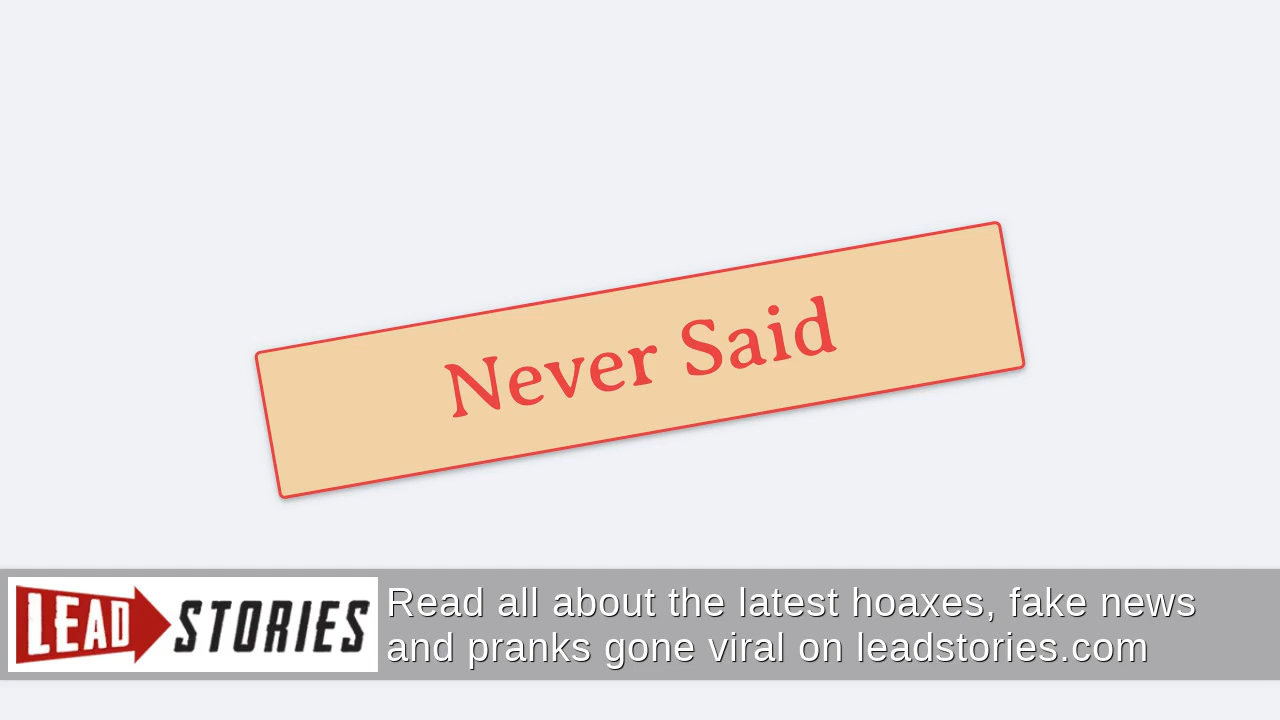 Never Said
LEAD STORIES
Read all about the latest hoaxes, fake news
and pranks gone viral on leadstories.com